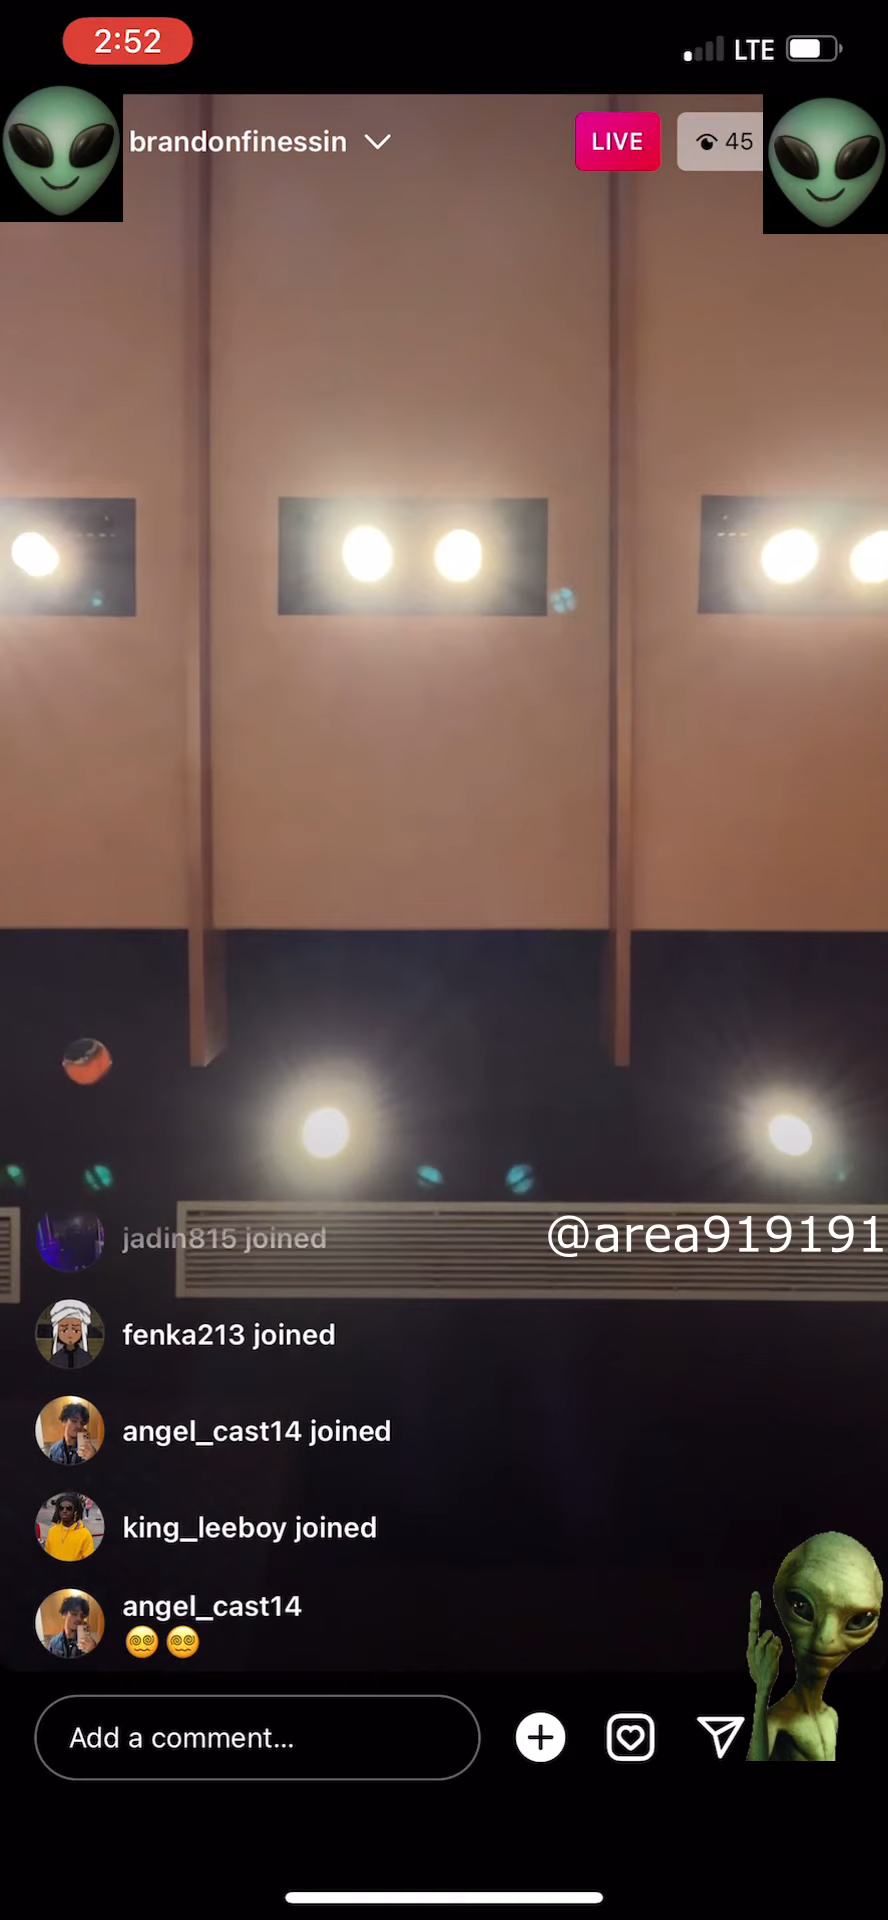 2:52
LTE
brandonfinessin
LIVE
45
jadin815 joined
@area919191
fenka213 joined
angel_cast14 joined
king_leeboy joined
angel_cast14
😵‍💫😵‍💫
Add a comment...